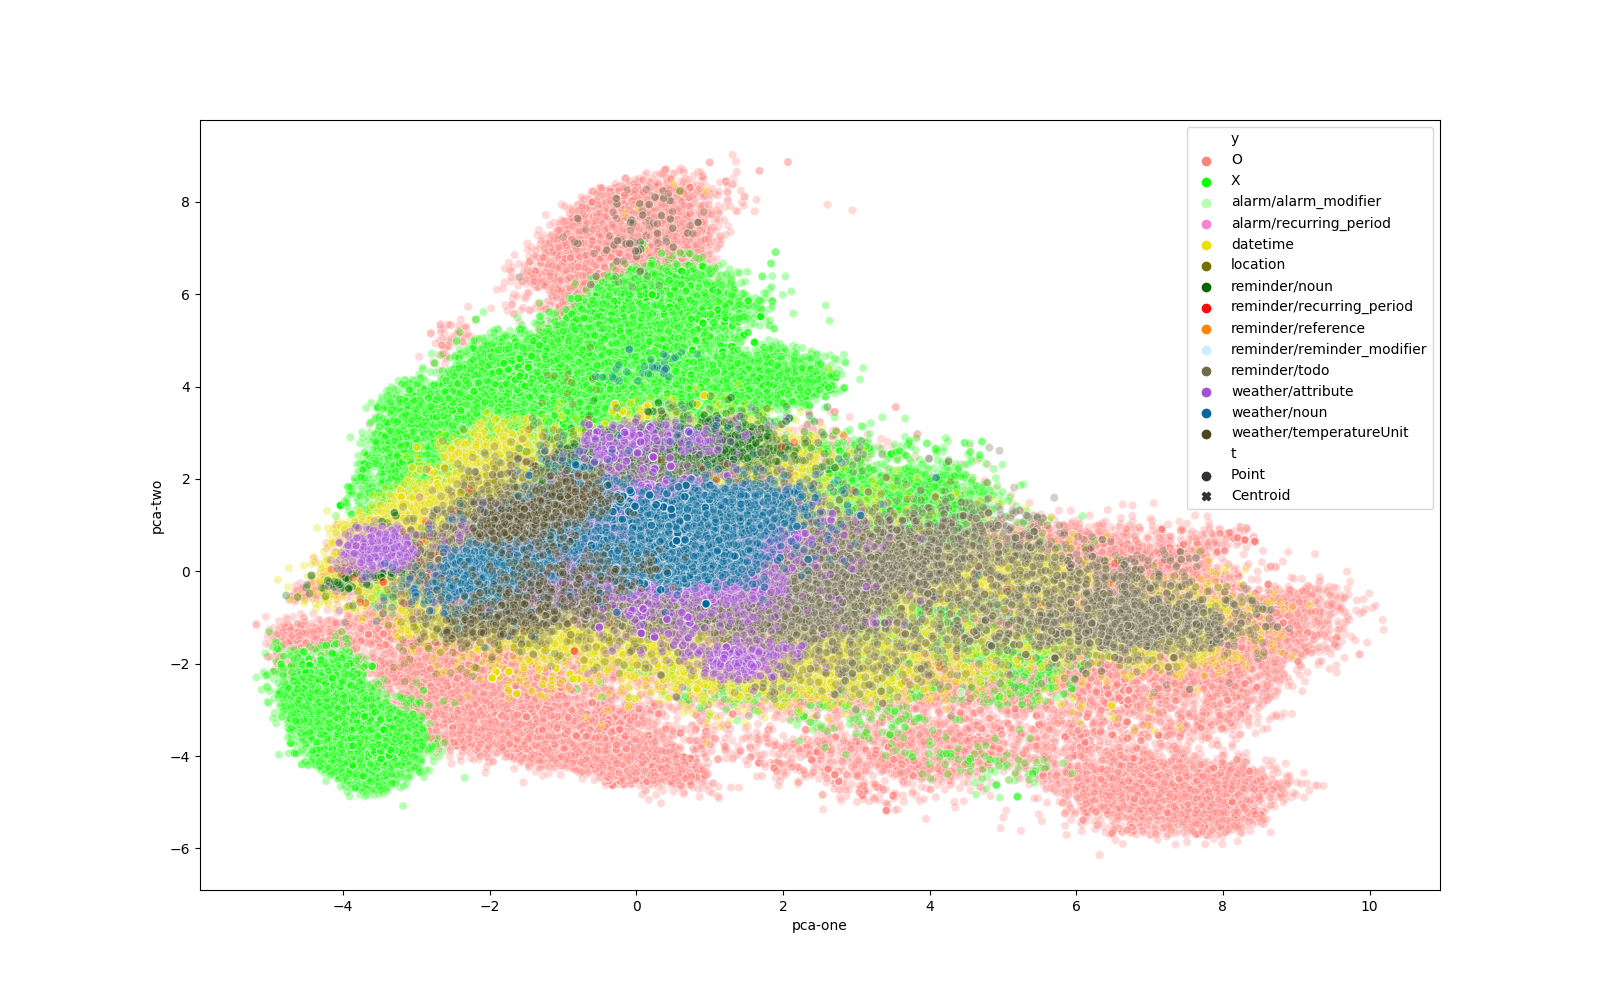 y
O
X
alarm/alarm_modifier
alarm/recurring_period
datetime
location
reminder/noun
reminder/recurring_period
reminder/reference
reminder/reminder_modifier
reminder/todo
weather/attribute
weather/noun
weather/temperatureUnit
t
Point
Centroid
8
6
4
2
0
−2
−4
−6
pca-two
−4 −2 0 2 4 6 8 10
pca-one